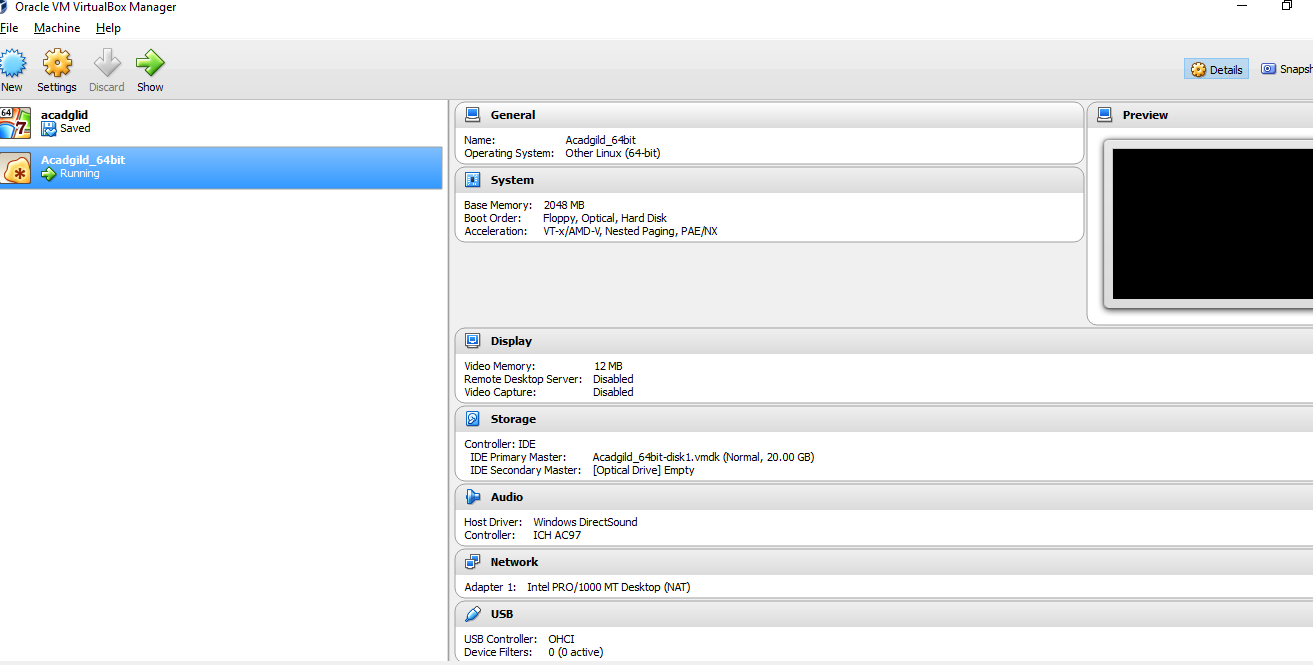 Oracle VM VirtualBox Manager
File Machine Help
New Settings Discard Show
Details Snapsh
64
7
acadglid
Saved
Acadgild_64bit
Running
General
Name: Acadgild_64bit
Operating System: Other Linux (64-bit)
System
Base Memory: 2048 MB
Boot Order: Floppy, Optical, Hard Disk
Acceleration: VT-x/AMD-V, Nested Paging, PAE/NX
Preview
Display
Video Memory: 12 MB
Remote Desktop Server: Disabled
Video Capture: Disabled
Storage
Controller: IDE
IDE Primary Master: Acadgild_64bit-disk1.vmdk (Normal, 20.00 GB)
IDE Secondary Master: [Optical Drive] Empty
Audio
Host Driver: Windows DirectSound
Controller: ICH AC97
Network
Adapter 1: Intel PRO/1000 MT Desktop (NAT)
USB
USB Controller: OHCI
Device Filters: 0 (0 active)